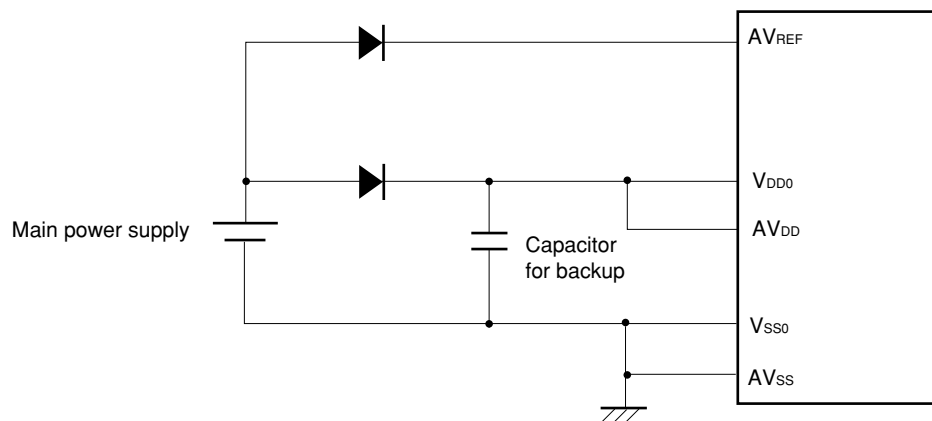 AVREF
VDD0
Main power supply
AVDD
Capacitor
for backup
VSS0
AVSS